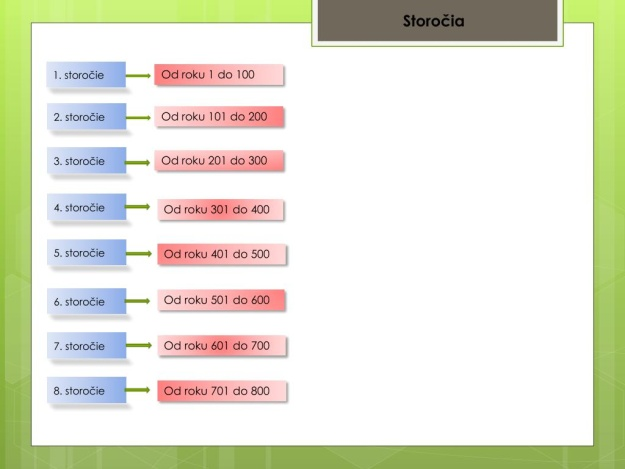 Storočia
1. storočie Od roku 1 do 100
2. storočie Od roku 101 do 200
3. storočie Od roku 201 do 300
4. storočie Od roku 301 do 400
5. storočie Od roku 401 do 500
6. storočie Od roku 501 do 600
7. storočie Od roku 601 do 700
8. storočie Od roku 701 do 800